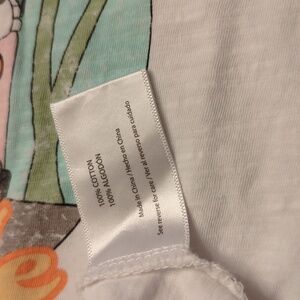 100% COTTON
100% ALGODON
Made in China / Hecho en China
See reverse for care / Ver al reverso para cuidado